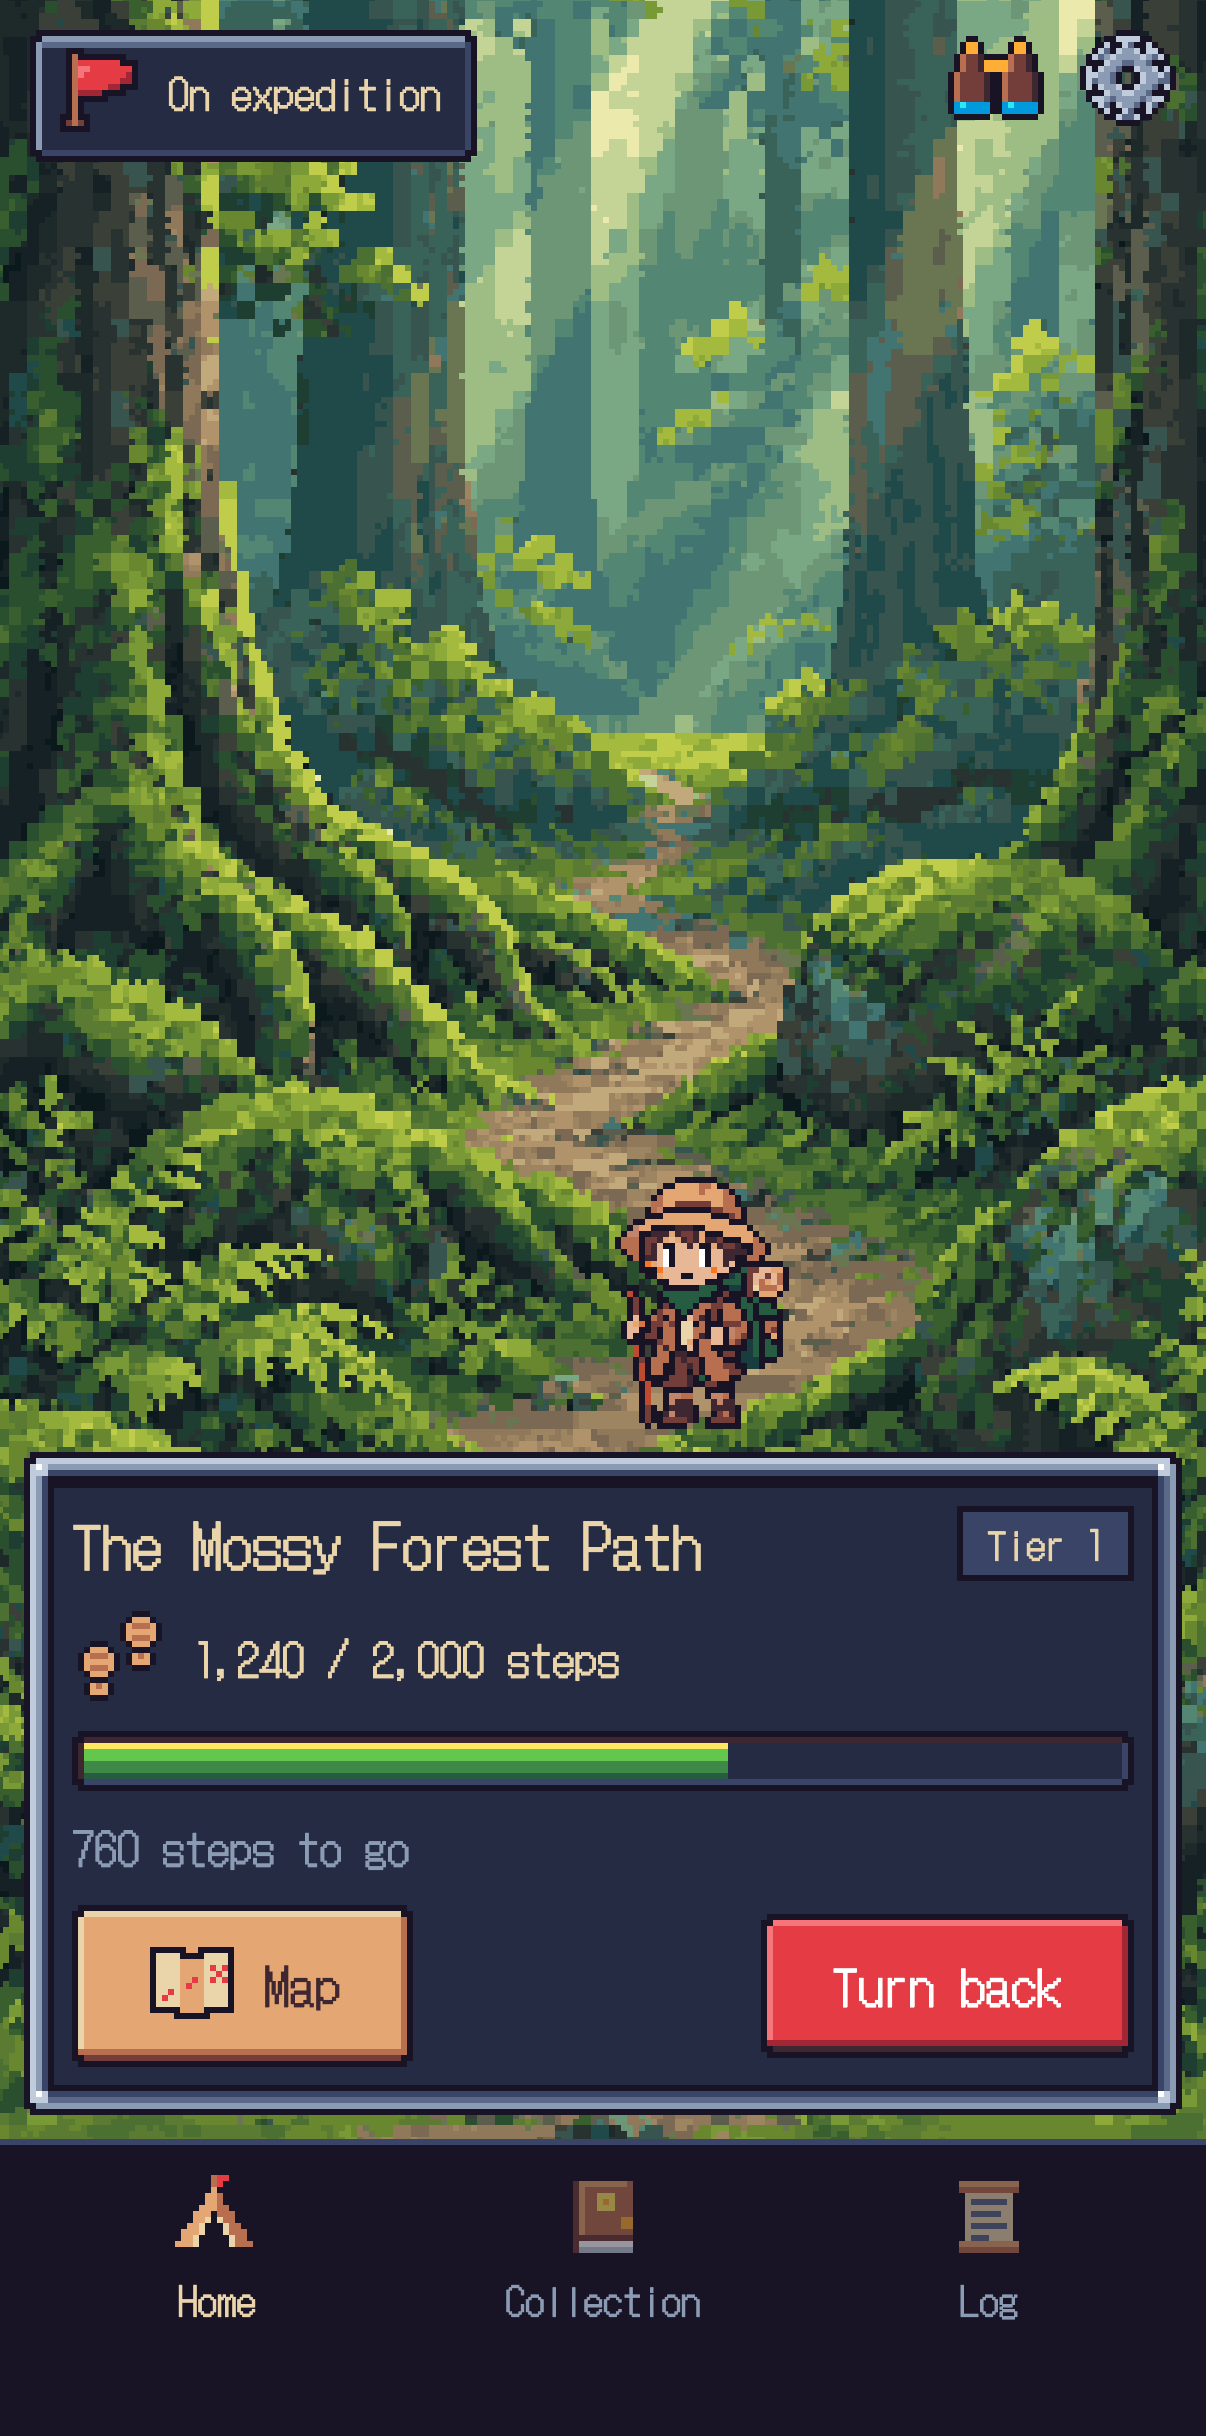 On expedition
The Mossy Forest Path
Tier 1
1,240 / 2,000 steps
760 steps to go
Map
Turn back
Home
Collection
Log